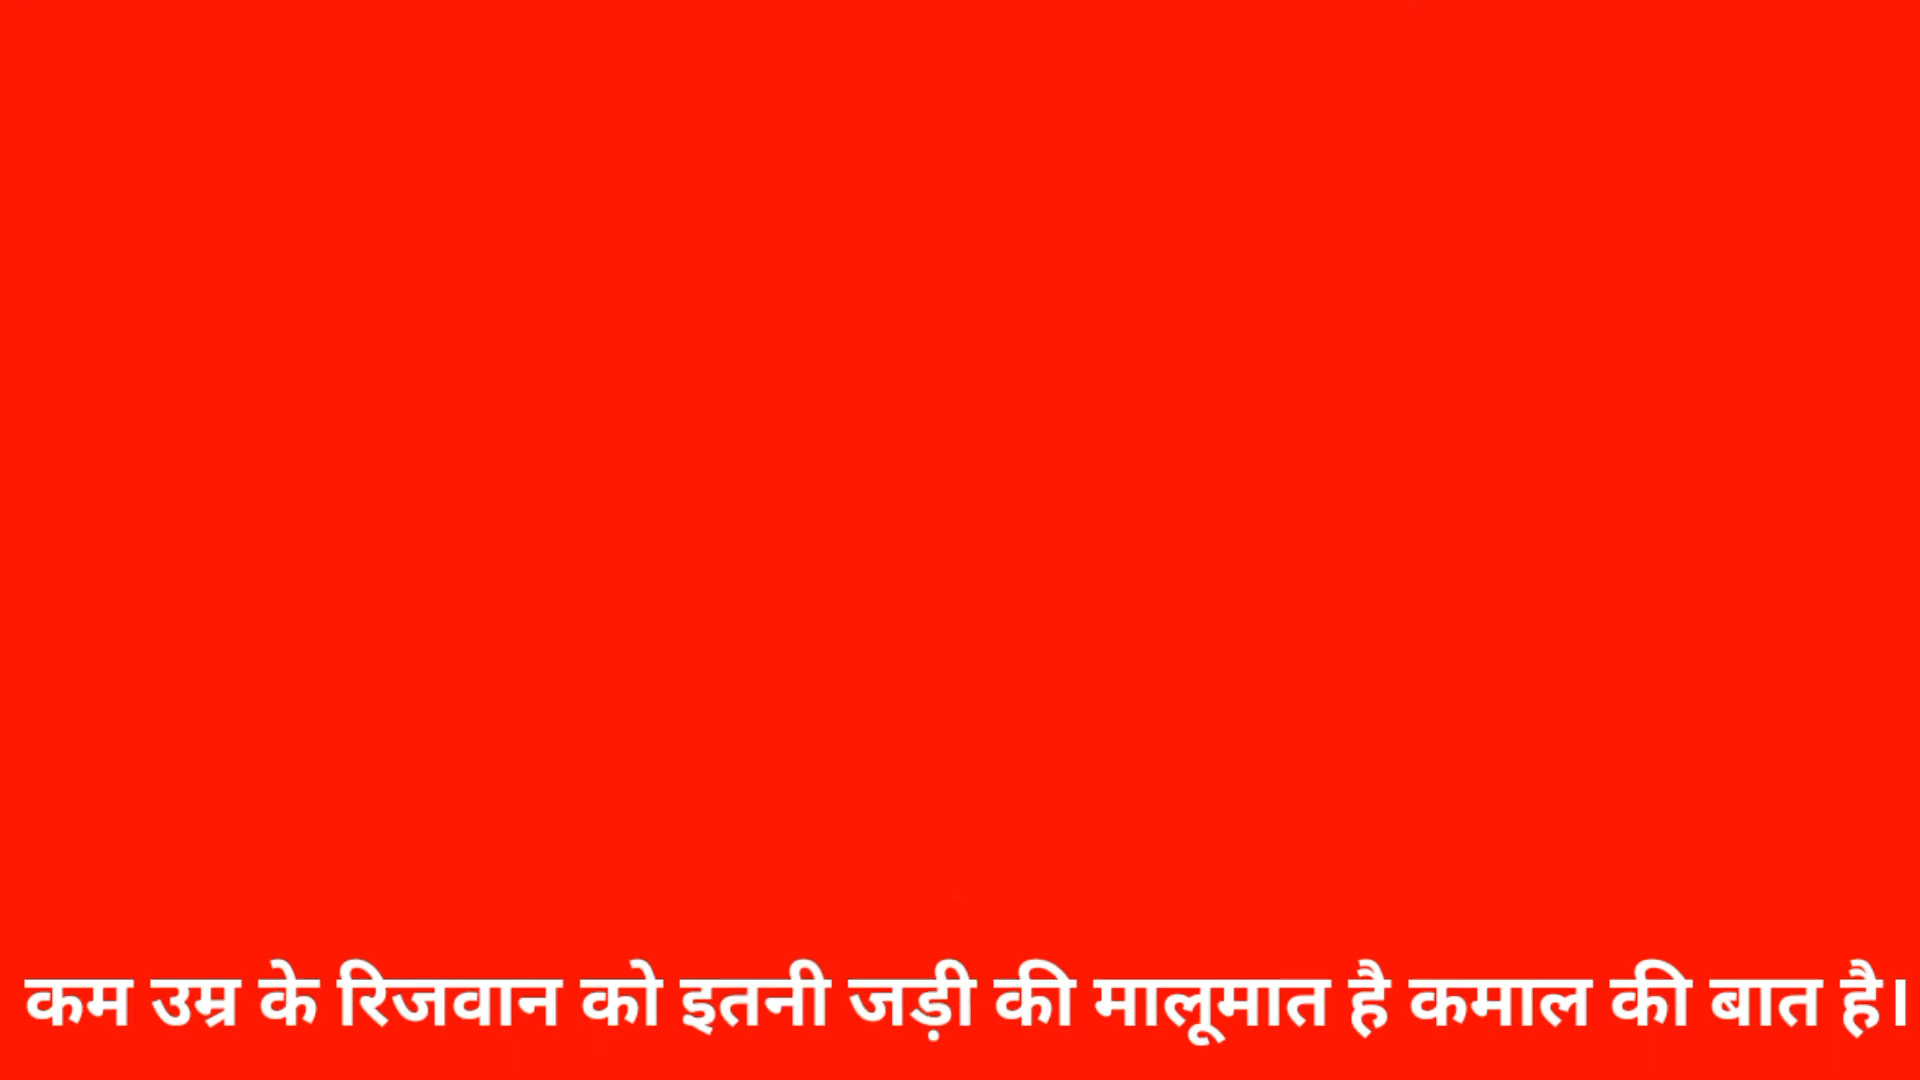 कम उम्र के रिजवान को इतनी जड़ी की मालूमात है कमाल की बात है।